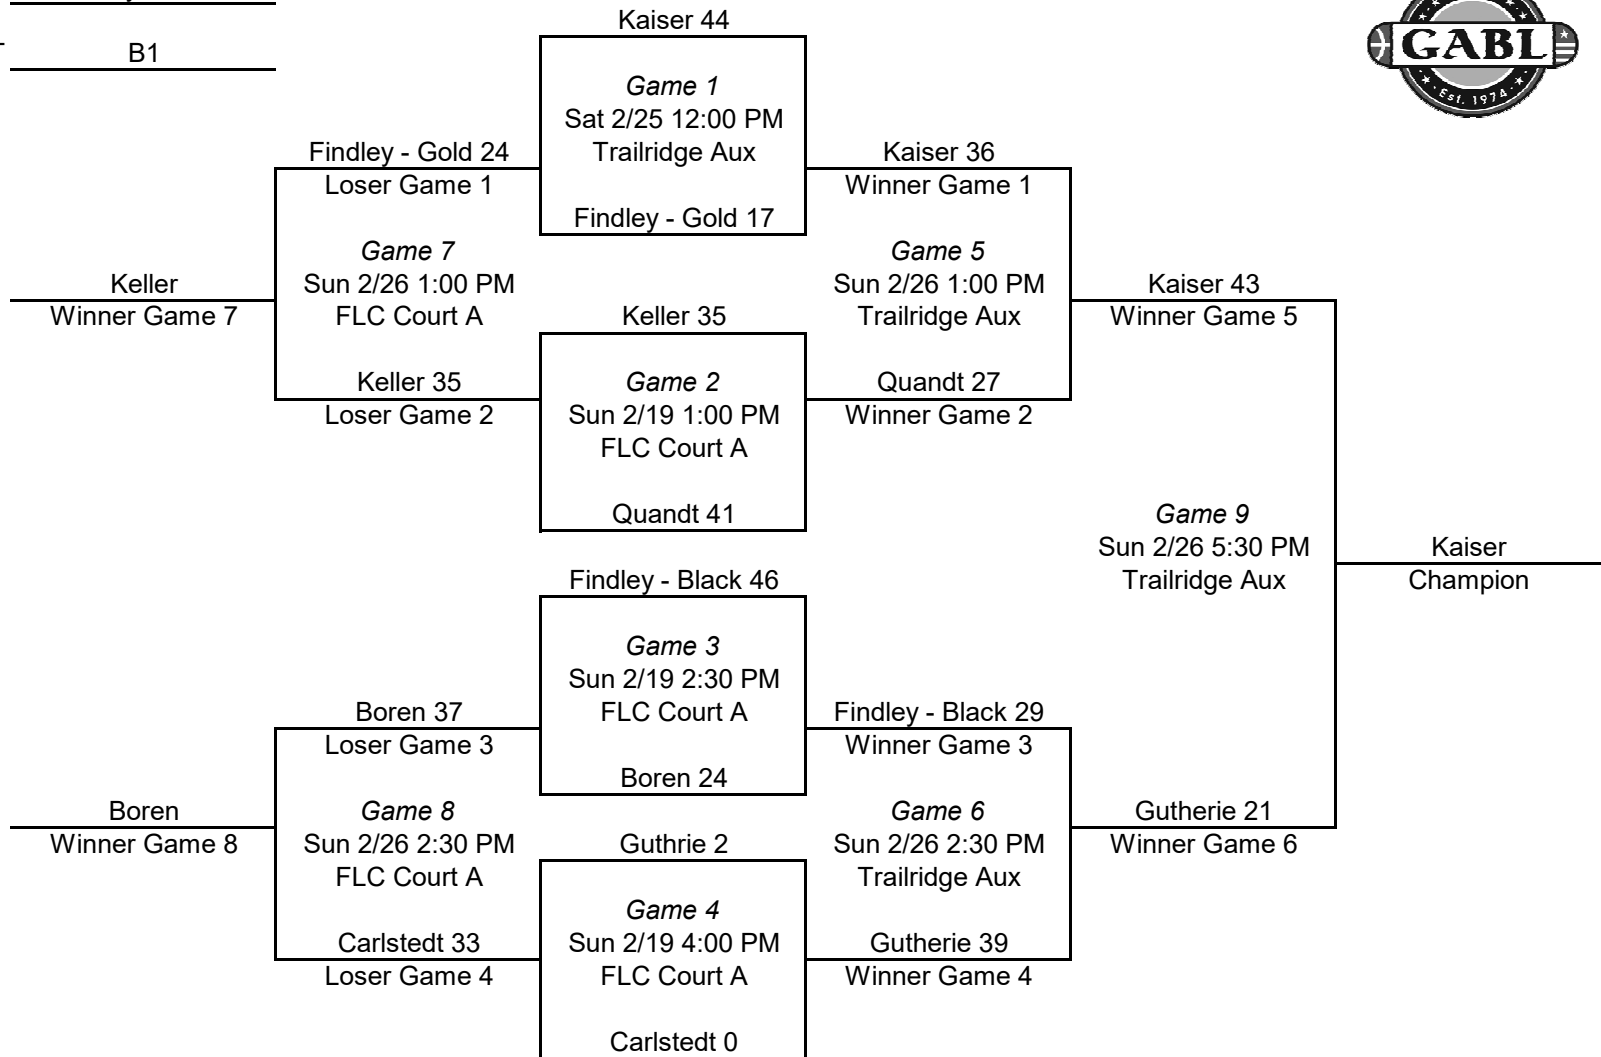 B1
Kaiser 44
GABL
Est. 1974
Game 1
Sat 2/25 12:00 PM
Trailridge Aux
Findley - Gold 24
Loser Game 1
Kaiser 36
Winner Game 1
Findley - Gold 17
Game 7
Sun 2/26 1:00 PM
FLC Court A
Game 5
Sun 2/26 1:00 PM
Trailridge Aux
Keller
Winner Game 7
Keller 35
Kaiser 43
Winner Game 5
Keller 35
Loser Game 2
Game 2
Sun 2/19 1:00 PM
FLC Court A
Quandt 27
Winner Game 2
Quandt 41
Game 9
Sun 2/26 5:30 PM
Trailridge Aux
Kaiser
Champion
Findley - Black 46
Game 3
Sun 2/19 2:30 PM
FLC Court A
Boren 37
Loser Game 3
Findley - Black 29
Winner Game 3
Boren 24
Boren
Winner Game 8
Game 8
Sun 2/26 2:30 PM
FLC Court A
Game 6
Sun 2/26 2:30 PM
Trailridge Aux
Gutherie 21
Winner Game 6
Guthrie 2
Game 4
Sun 2/19 4:00 PM
FLC Court A
Carlstedt 33
Loser Game 4
Gutherie 39
Winner Game 4
Carlstedt 0